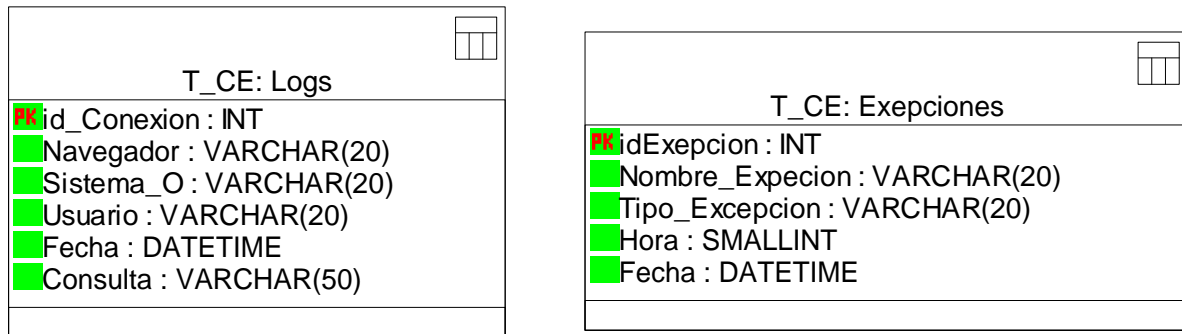 T_CE: Logs
PK id_Conexion : INT
Navegador : VARCHAR(20)
Sistema_O : VARCHAR(20)
Usuario : VARCHAR(20)
Fecha : DATETIME
Consulta : VARCHAR(50)
T_CE: Exepciones
PK idExepcion : INT
Nombre_Expecion : VARCHAR(20)
Tipo_Excepcion : VARCHAR(20)
Hora : SMALLINT
Fecha : DATETIME